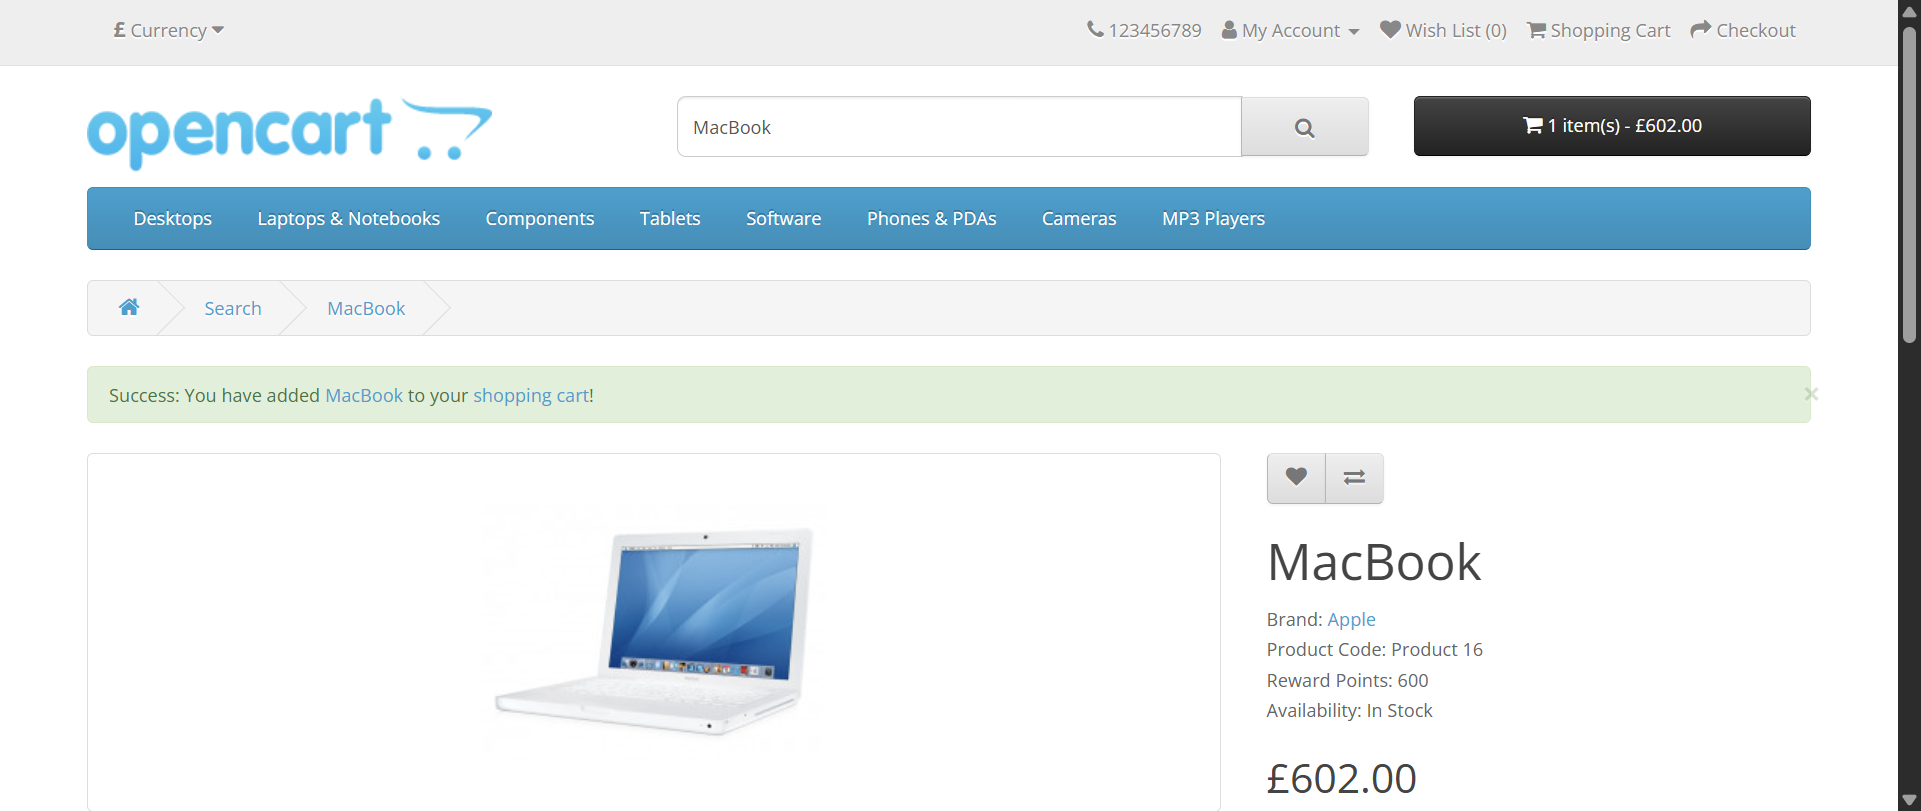 £ Currency
123456789 My Account Wish List (0) Shopping Cart Checkout
opencart
MacBook
1 item(s) - £602.00
Desktops Laptops & Notebooks Components Tablets Software Phones & PDAs Cameras MP3 Players
Search MacBook
Success: You have added MacBook to your shopping cart!
×
MacBook
Brand: Apple
Product Code: Product 16
Reward Points: 600
Availability: In Stock
£602.00